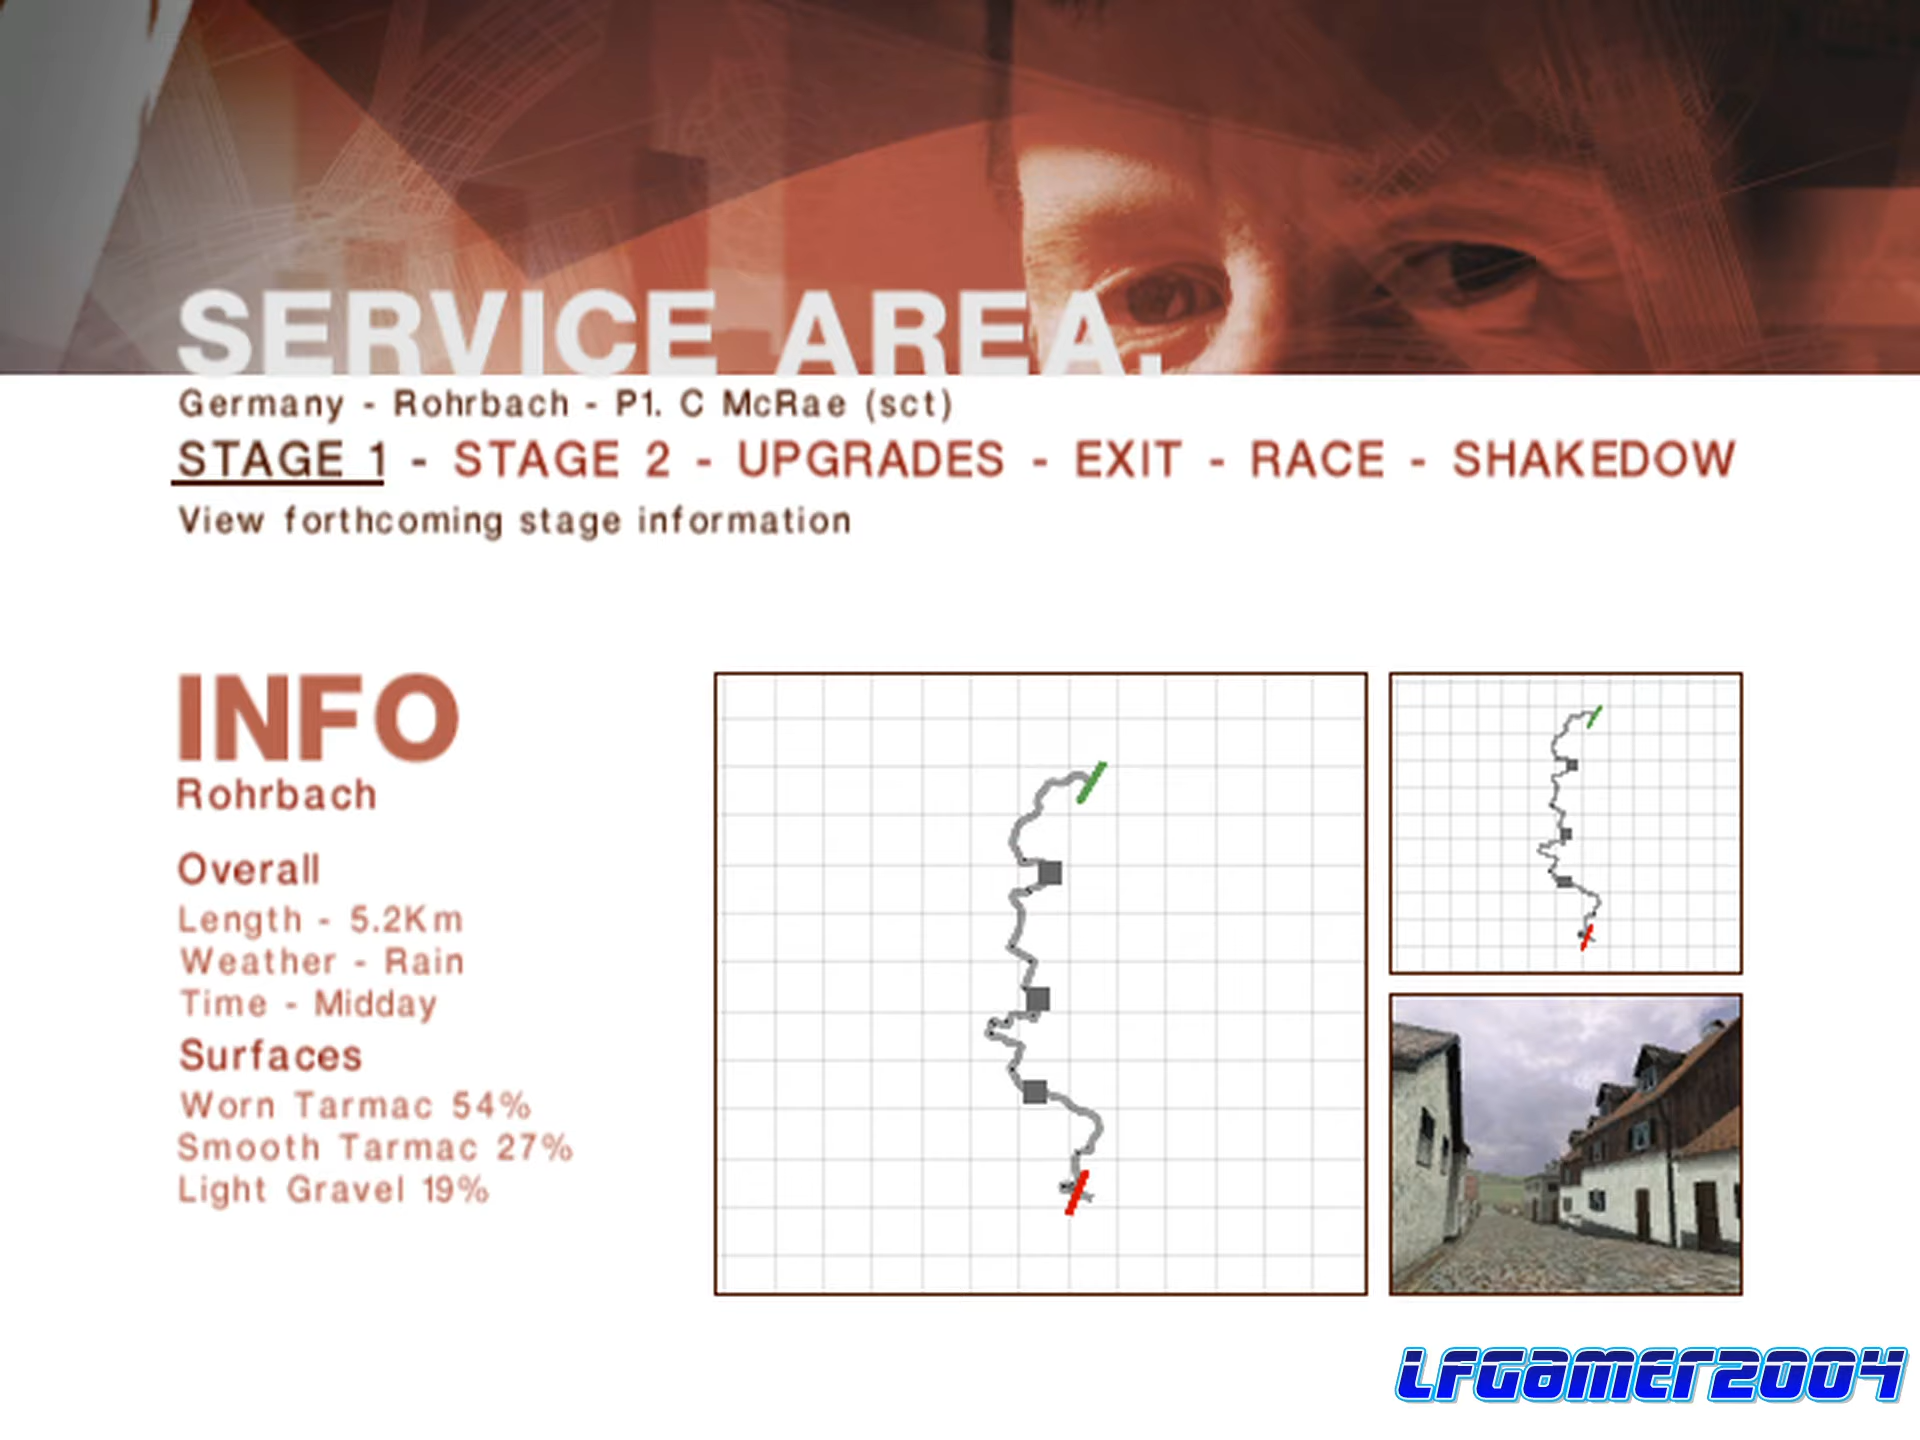 SERVICE AREA.
Germany - Rohrbach - P1. C McRae (sct)
STAGE 1 - STAGE 2 - UPGRADES - EXIT - RACE - SHAKEDOW
View forthcoming stage information
INFO
Rohrbach
Overall
Length - 5.2Km
Weather - Rain
Time - Midday
Surfaces
Worn Tarmac 54%
Smooth Tarmac 27%
Light Gravel 19%
LFGamer2004